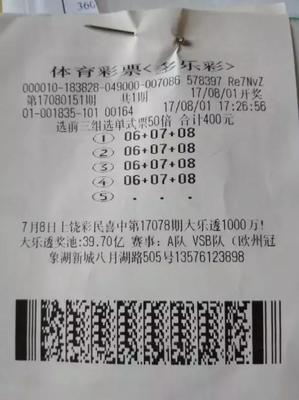 360
体育彩票<多乐彩>
000010-183828-049000-007086 578397 Re7NvZ
第17080151期 共1期 17/08/01开奖
01-001835-101 00164 17/08/01 17:26:56
选前三组选单式票50倍 合计400元
① 06+07+08
② 06+07+08
③ 06+07+08
④ 06+07+08
⑤
7月8日上饶彩民喜中第17078期大乐透1000万!
大乐透奖池:39.70亿 赛事: A队 VSB队 (欧州冠
象湖新城八月湖路505号13576123898